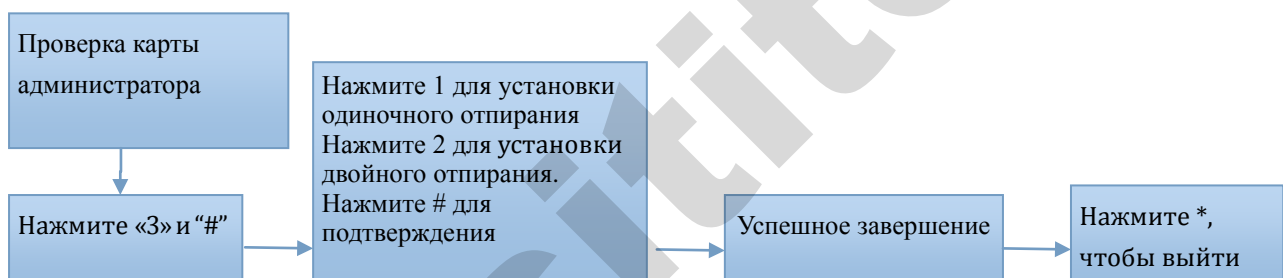 Проверка карты
администратора
Нажмите «3» и “#”
Нажмите 1 для установки
одиночного отпирания
Нажмите 2 для установки
двойного отпирания.
Нажмите # для
подтверждения
Успешное завершение
Нажмите *,
чтобы выйти